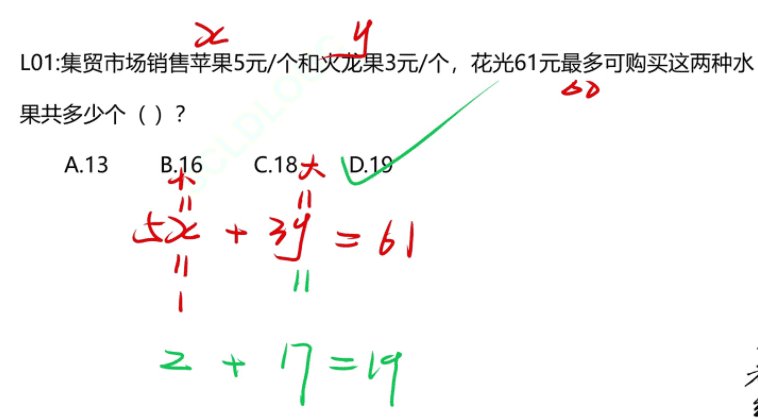 x y
L01:集贸市场销售苹果5元/个和火龙果3元/个，花光61元最多可购买这两种水
果共多少个（ ）？
A.13 B.16 C.18 D.19
小 大
5x + 3y = 61
1
2 + 17 = 19